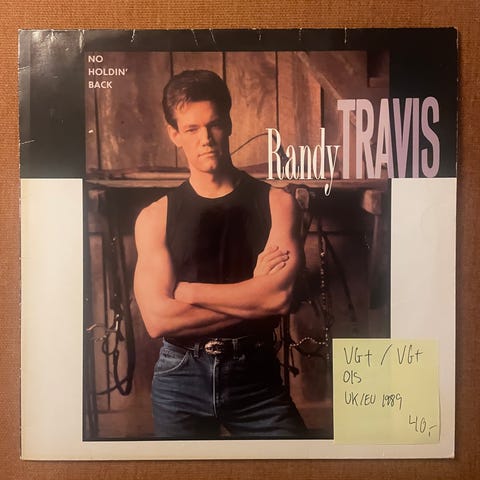 NO
HOLDIN'
BACK
Randy TRAVIS
VG+ / VG+
OIS
UK/EU 1989
40,-